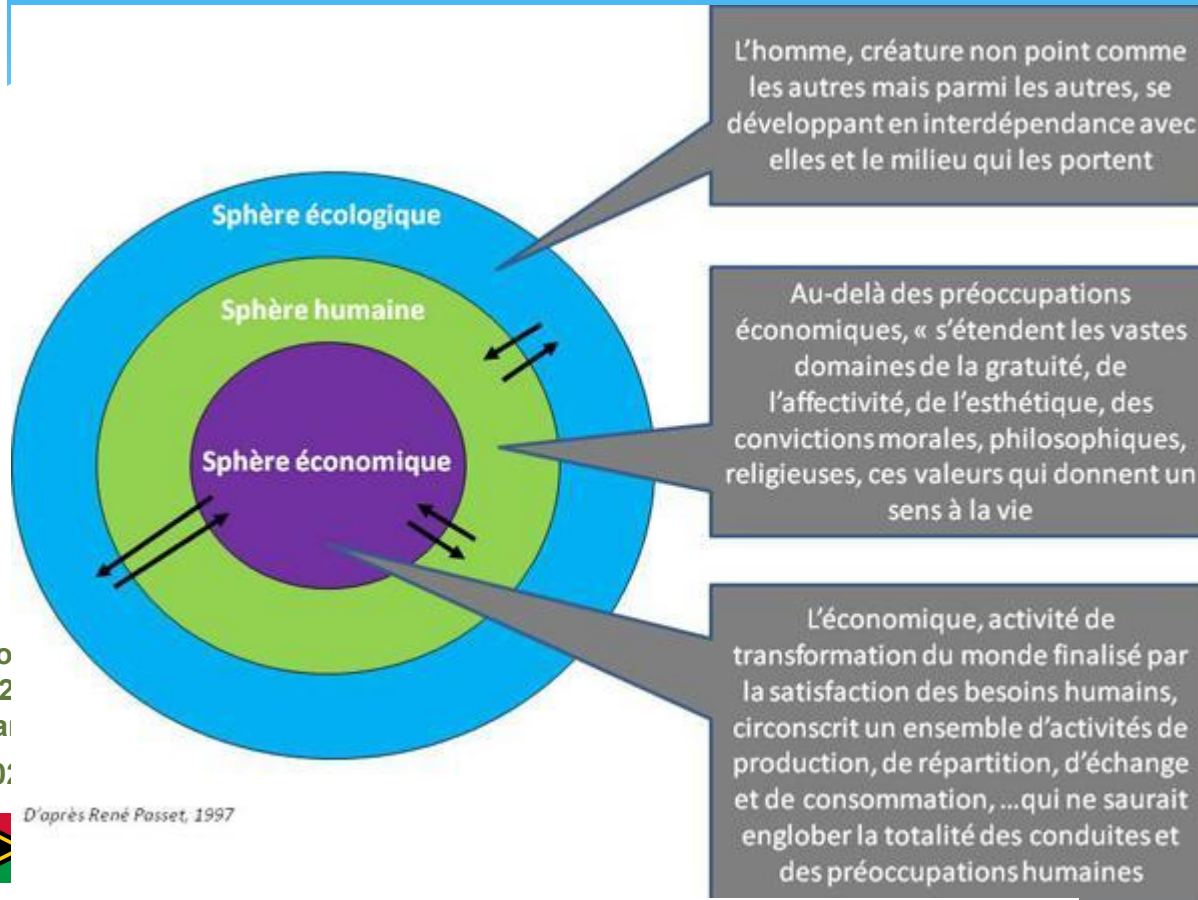 L'homme, créature non point comme
les autres mais parmi les autres, se
développant en interdépendance avec
elles et le milieu qui les portent
Sphère écologique
Sphère humaine
Sphère économique
Au-delà des préoccupations
économiques, « s'étendent les vastes
domaines de la gratuité, de
l'affectivité, de l'esthétique, des
convictions morales, philosophiques,
religieuses, ces valeurs qui donnent un
sens à la vie
L'économique, activité de
transformation du monde finalisé par
la satisfaction des besoins humains,
circonscrit un ensemble d'activités de
production, de répartition, d'échange
et de consommation, ...qui ne saurait
englober la totalité des conduites et
des préoccupations humaines
D'après René Passet, 1997